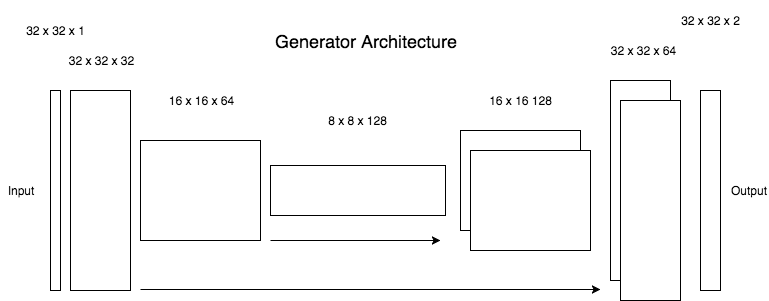 Generator Architecture
32 x 32 x 1
32 x 32 x 32
16 x 16 x 64
8 x 8 x 128
16 x 16 128
32 x 32 x 64
32 x 32 x 2
Input
Output